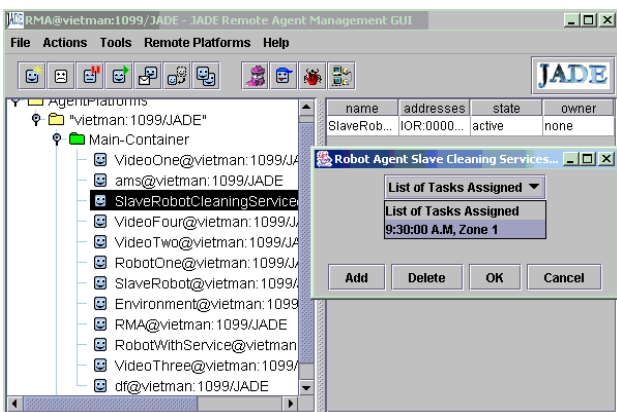 RMA@vietman:1099/JADE - JADE Remote Agent Management GUI
File Actions Tools Remote Platforms Help
JADE
AgentPlatforms
"vietman:1099/JADE"
Main-Container
VideoOne@vietman:1099/JA
ams@vietman:1099/JADE
SlaveRobotCleaningService
VideoFour@vietman:1099/J
VideoTwo@vietman:1099/JA
RobotOne@vietman:1099/JA
SlaveRobot@vietman:1099/
Environment@vietman:1099
RMA@vietman:1099/JADE
RobotWithService@vietman
VideoThree@vietman:1099/
df@vietman:1099/JADE
name addresses state owner
SlaveRob... IOR:0000... active none
Robot Agent Slave Cleaning Services...
List of Tasks Assigned
List of Tasks Assigned
9:30:00 A.M, Zone 1
Add Delete OK Cancel